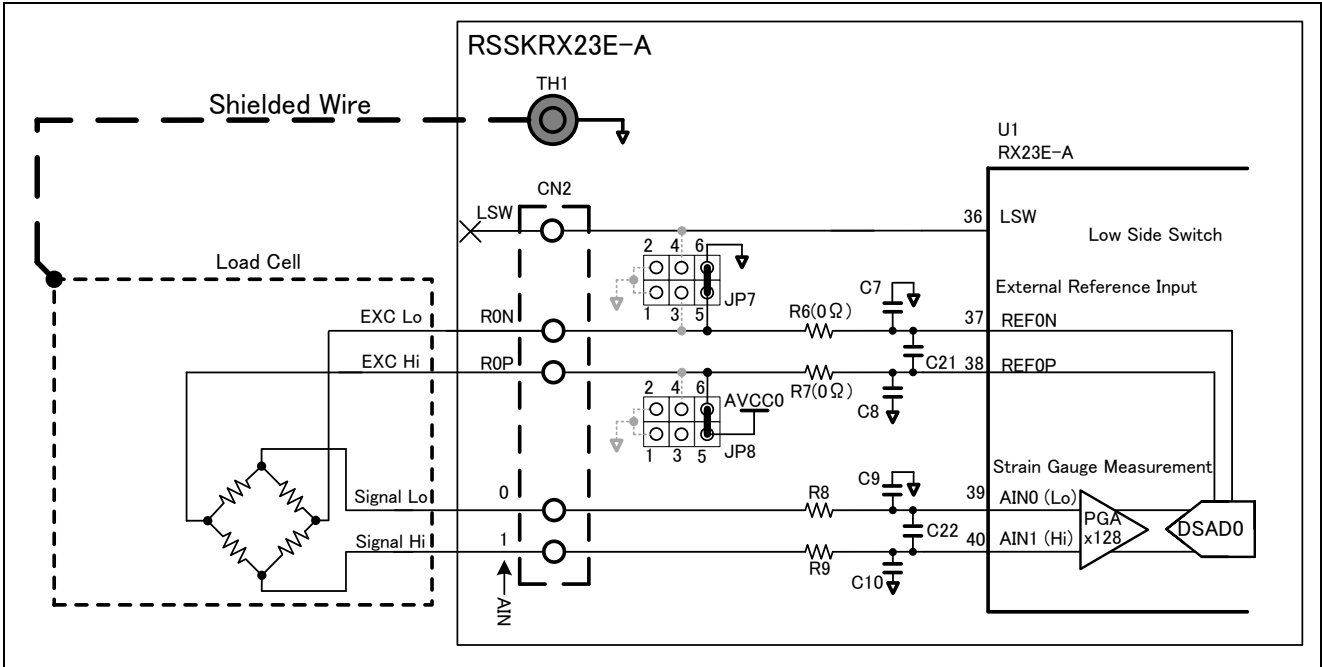 RSSKRX23E-A
TH1
Shielded Wire
U1
RX23E-A
CN2
LSW
36 LSW
Low Side Switch
2 4 6
Load Cell
JP7
C7
External Reference Input
1 3 5
R6(0Ω)
EXC Lo R0N
37 REF0N
EXC Hi R0P
C21 38 REF0P
2 4 6
AVCC0
R7(0Ω)
C8
JP8
1 3 5
Strain Gauge Measurement
C9
Signal Lo 0
R8
39 AIN0 (Lo)
C22
PGA
x128
DSAD0
Signal Hi 1
40 AIN1 (Hi)
R9
C10
AIN